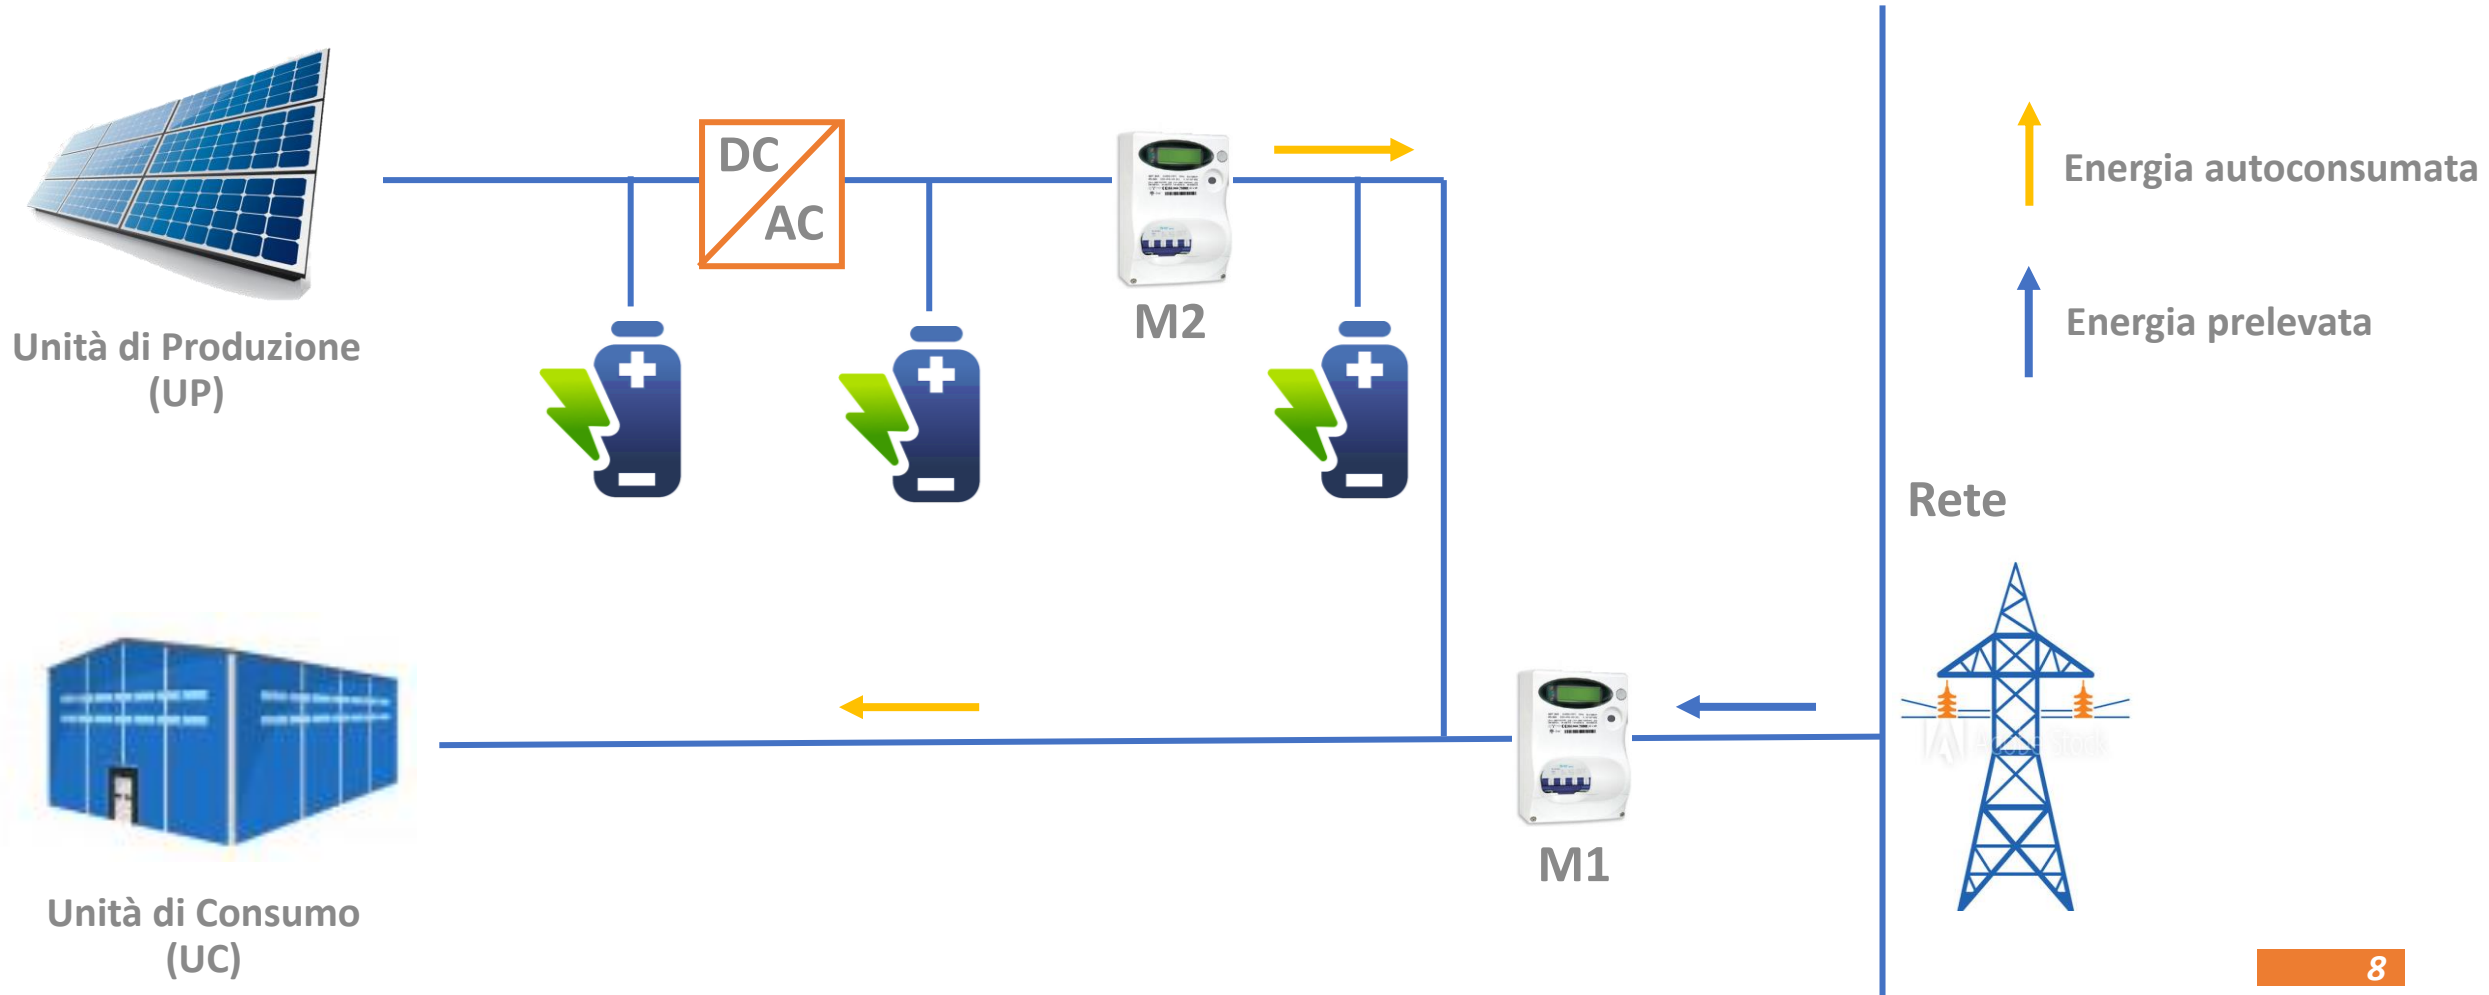 DC
AC
M2
Energia autoconsumata
Energia prelevata
Unità di Produzione
(UP)
Rete
M1
Unità di Consumo
(UC)
8